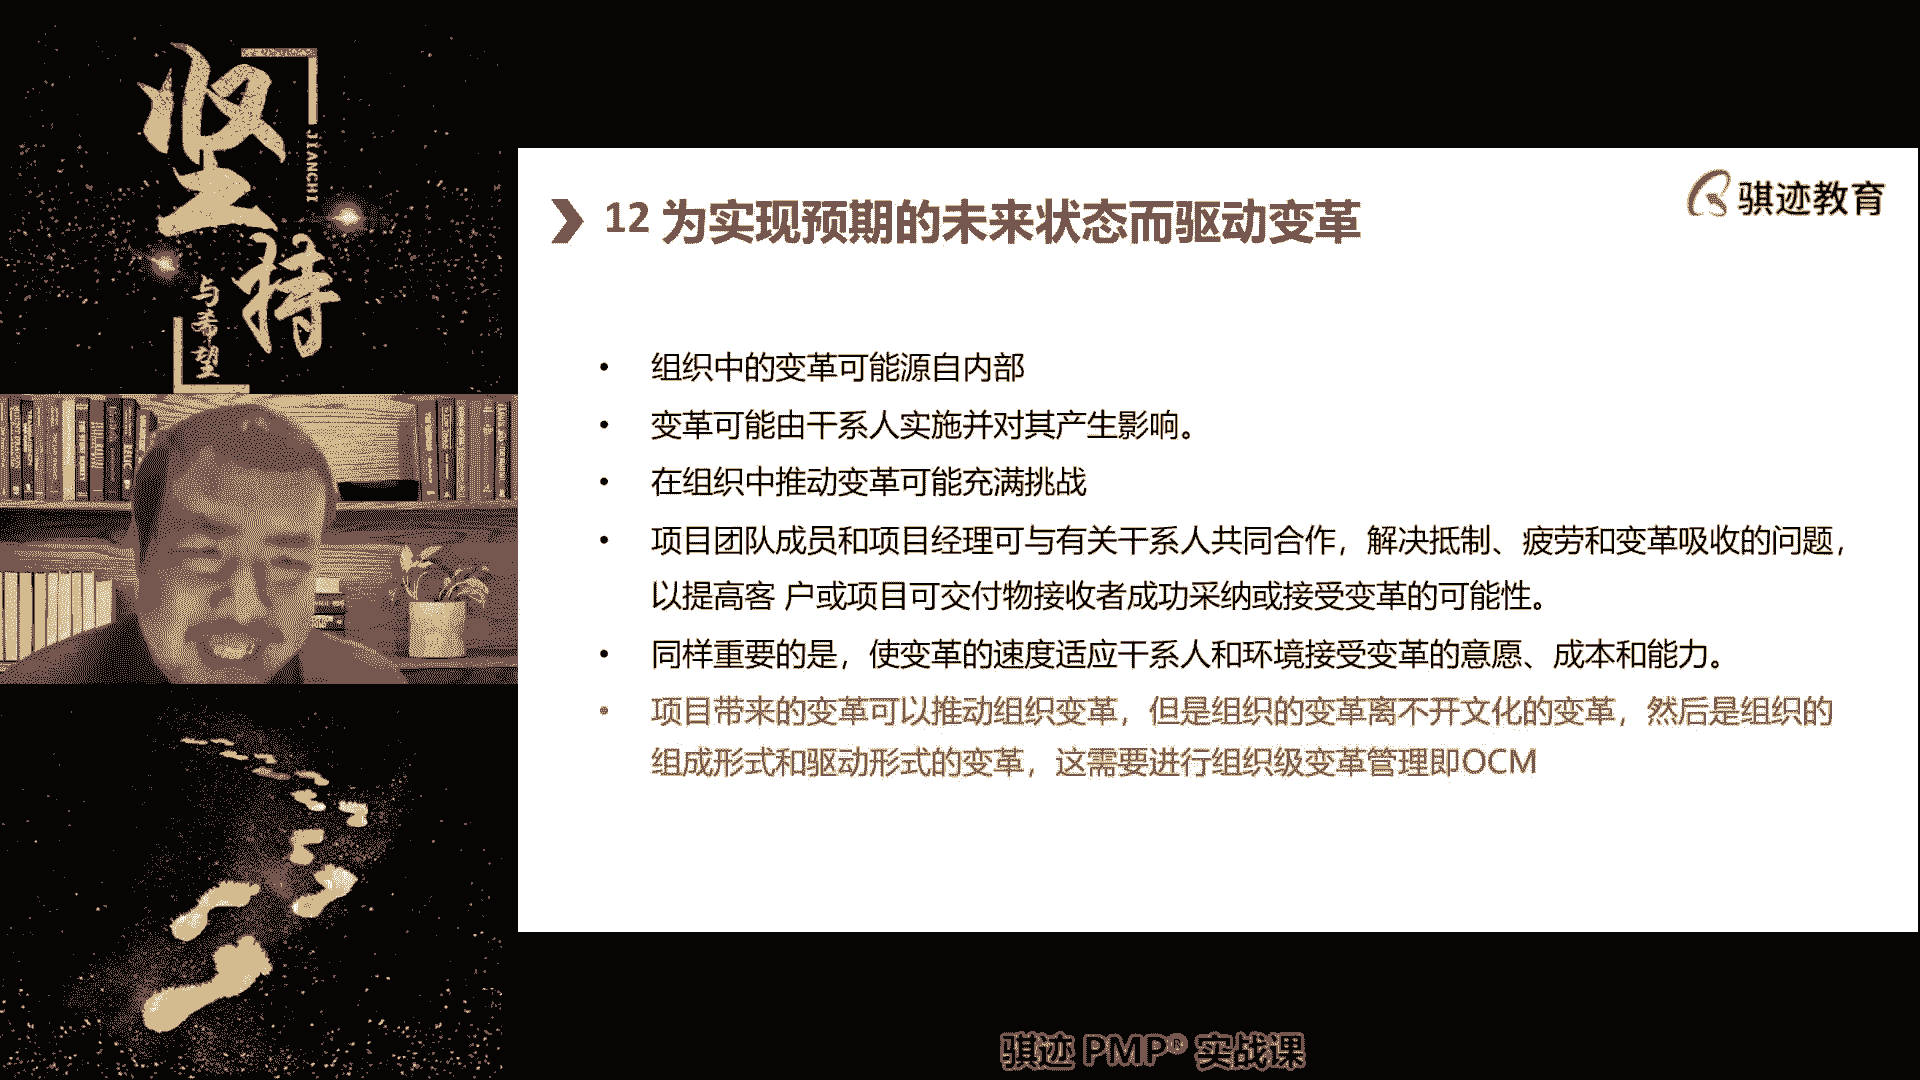 坚持
JIANCHI
与希望
骐迹教育
12 为实现预期的未来状态而驱动变革
• 组织中的变革可能源自内部
• 变革可能由干系人实施并对其产生影响。
• 在组织中推动变革可能充满挑战
• 项目团队成员和项目经理可与有关干系人共同合作，解决抵制、疲劳和变革吸收的问题，
以提高客 户或项目可交付物接收者成功采纳或接受变革的可能性。
• 同样重要的是，使变革的速度适应干系人和环境接受变革的意愿、成本和能力。
• 项目带来的变革可以推动组织变革，但是组织的变革离不开文化的变革，然后是组织的
组成形式和驱动形式的变革，这需要进行组织级变革管理即OCM
骐迹 PMP® 实战课